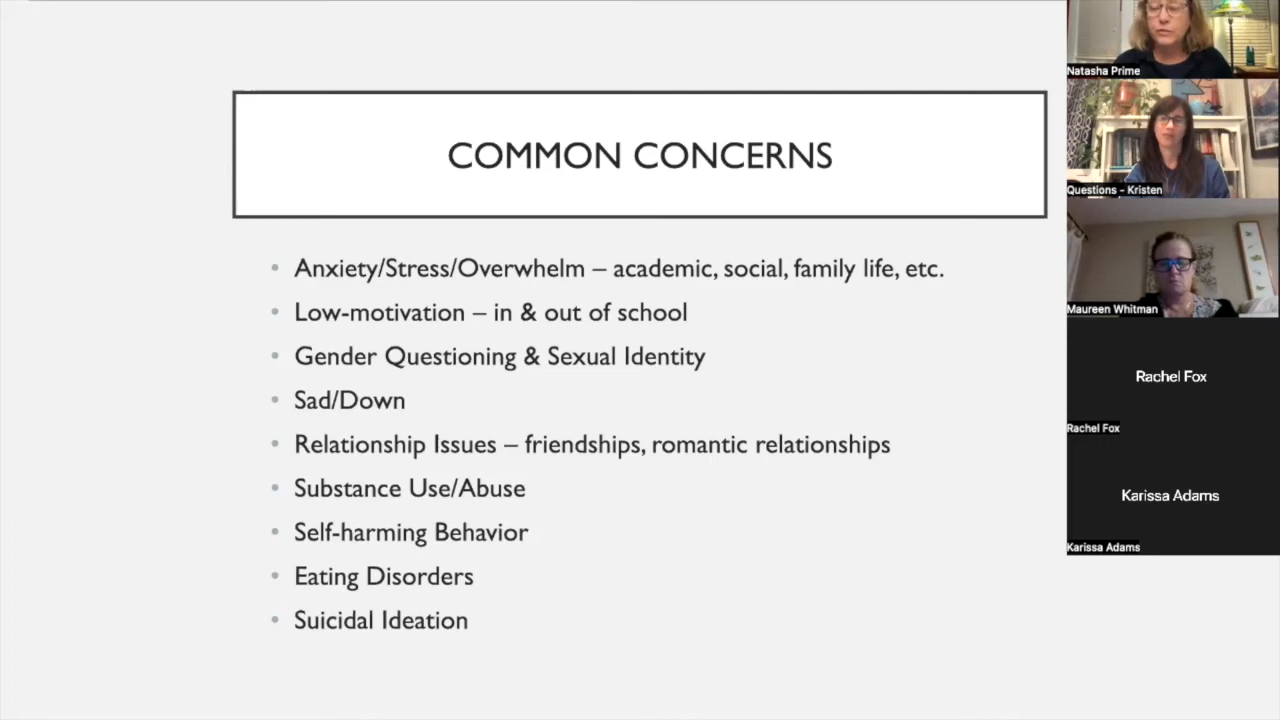 COMMON CONCERNS
• Anxiety/Stress/Overwhelm – academic, social, family life, etc.
• Low-motivation – in & out of school
• Gender Questioning & Sexual Identity
• Sad/Down
• Relationship Issues – friendships, romantic relationships
• Substance Use/Abuse
• Self-harming Behavior
• Eating Disorders
• Suicidal Ideation
Natasha Prime
Questions - Kristen
Maureen Whitman
Rachel Fox
Rachel Fox
Karissa Adams
Karissa Adams